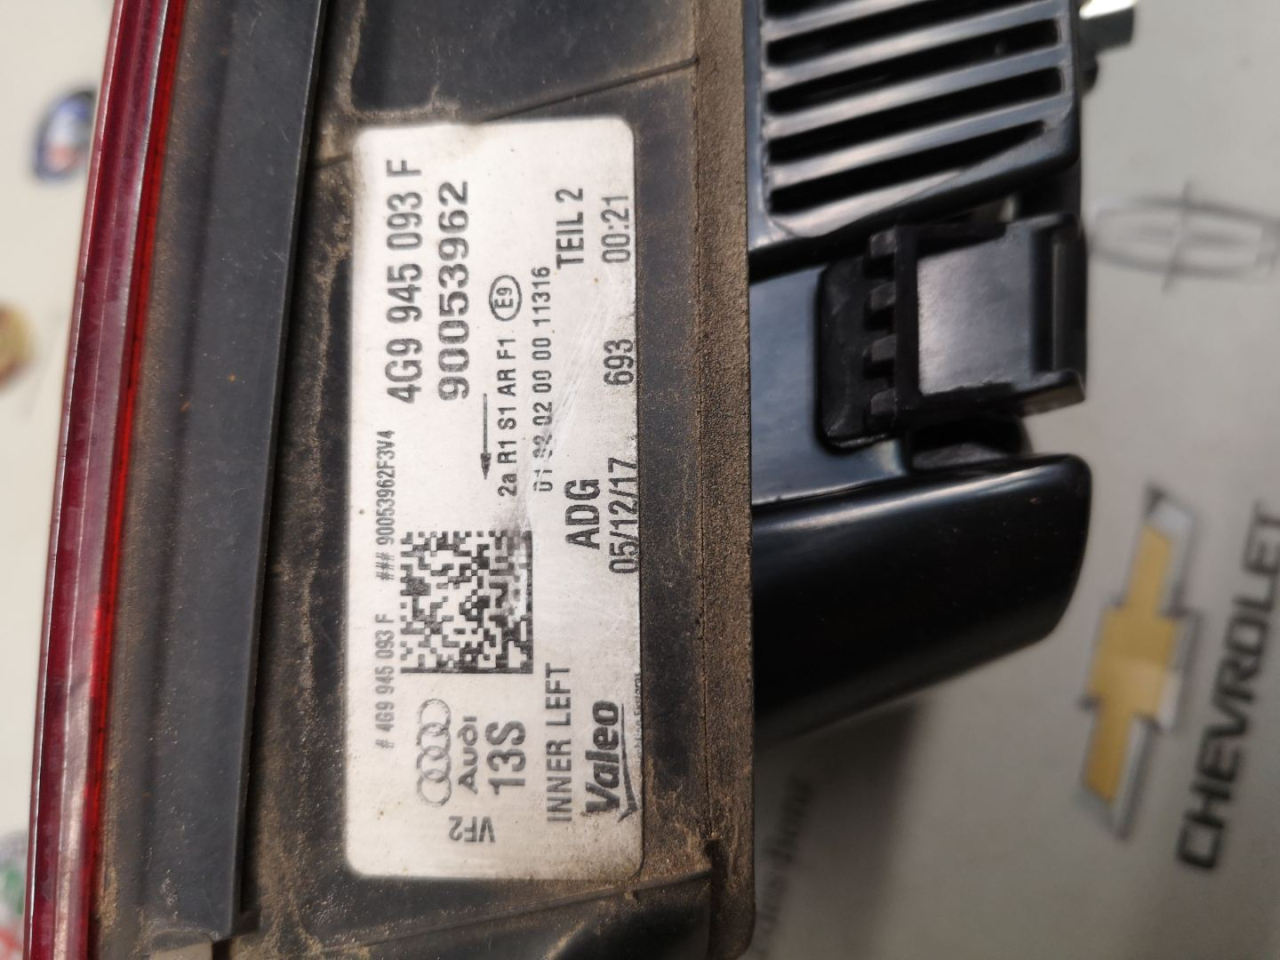 # 4G9 945 093 F ### 90053962F3V4
4G9 945 093 F
90053962
Audi
13S
VF2
2a R1 S1 AR F1 E9
01 02 02 00 00 11316
INNER LEFT
ADG
TEIL 2
Valeo
05/12/17 693 00:21
CHEVROLET